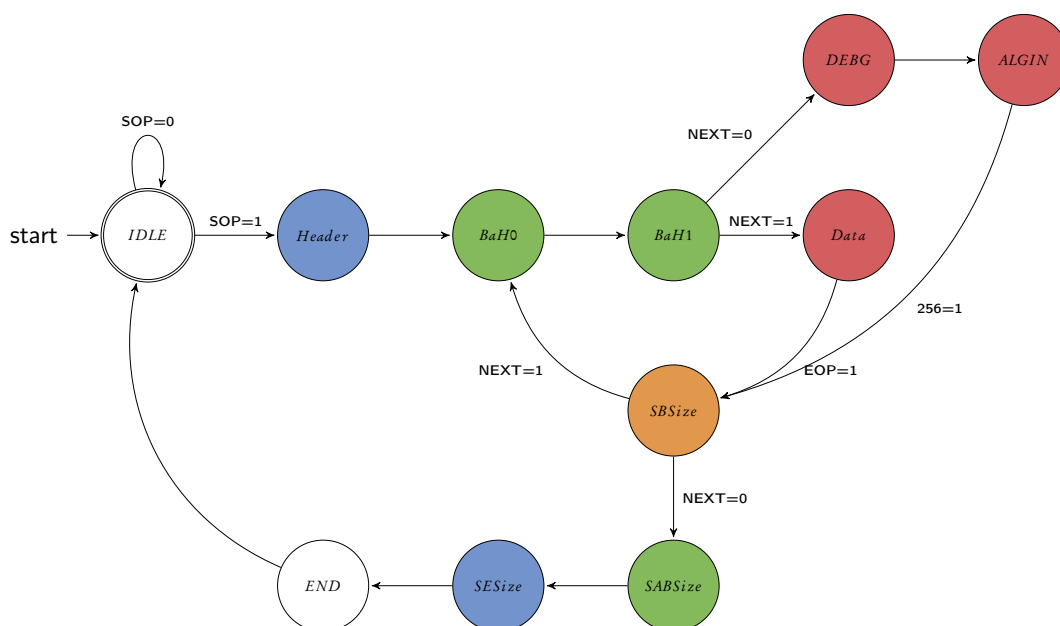 DEBG
ALGIN
SOP=0
NEXT=0
start
IDLE
SOP=1
Header
BaH0
BaH1
NEXT=1
Data
256=1
NEXT=1
EOP=1
SBSize
NEXT=0
END
SESize
SABSize